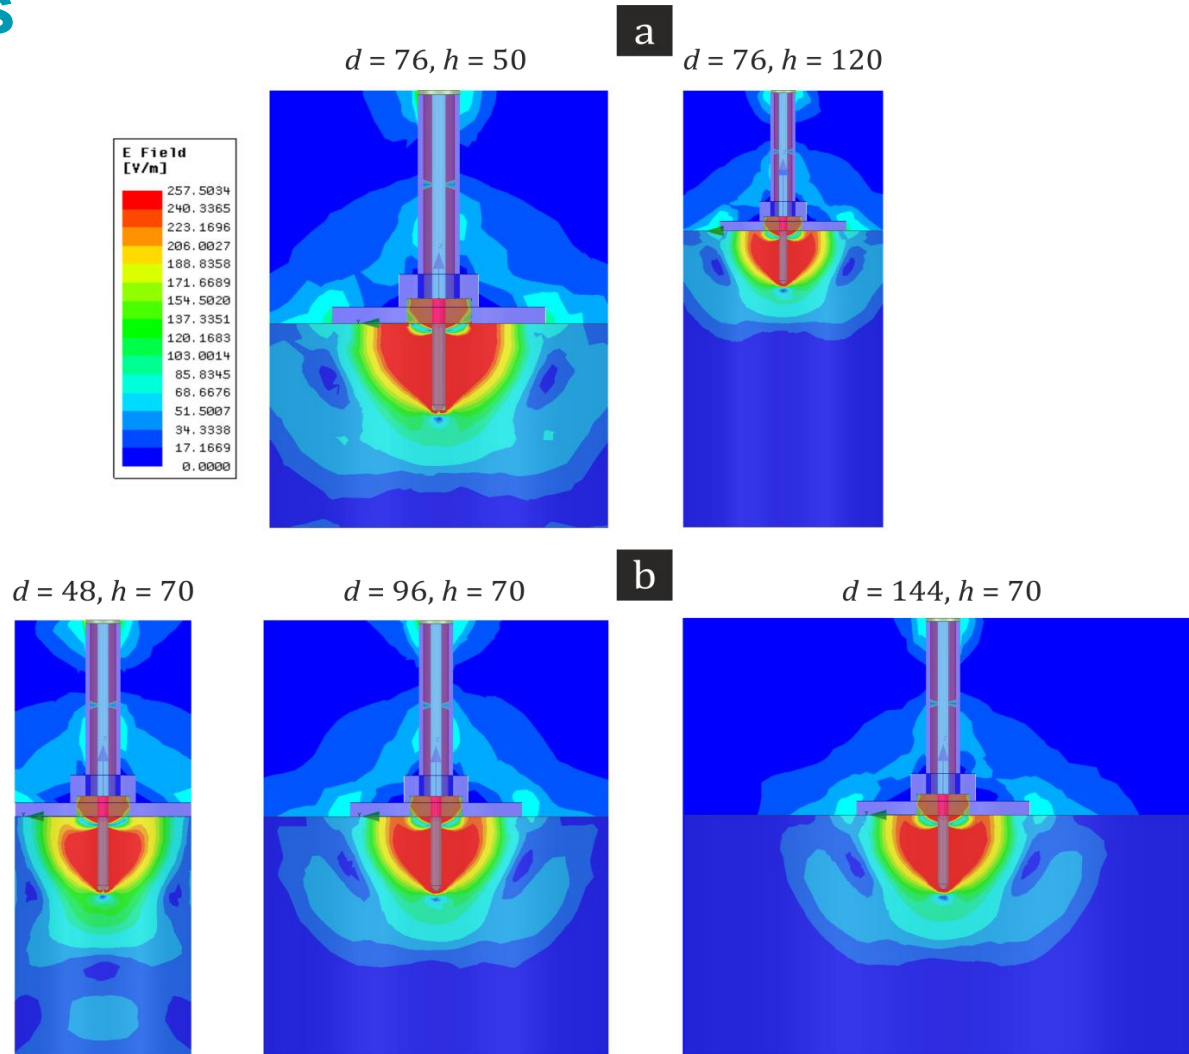 s
a
d = 76, h = 50
d = 76, h = 120
E Field
[V/m]
257.5034
240.3365
223.1696
206.0027
188.8358
171.6689
154.5020
137.3351
120.1683
103.0014
85.8345
68.6676
51.5007
34.3338
17.1669
0.0000
b
d = 48, h = 70
d = 96, h = 70
d = 144, h = 70